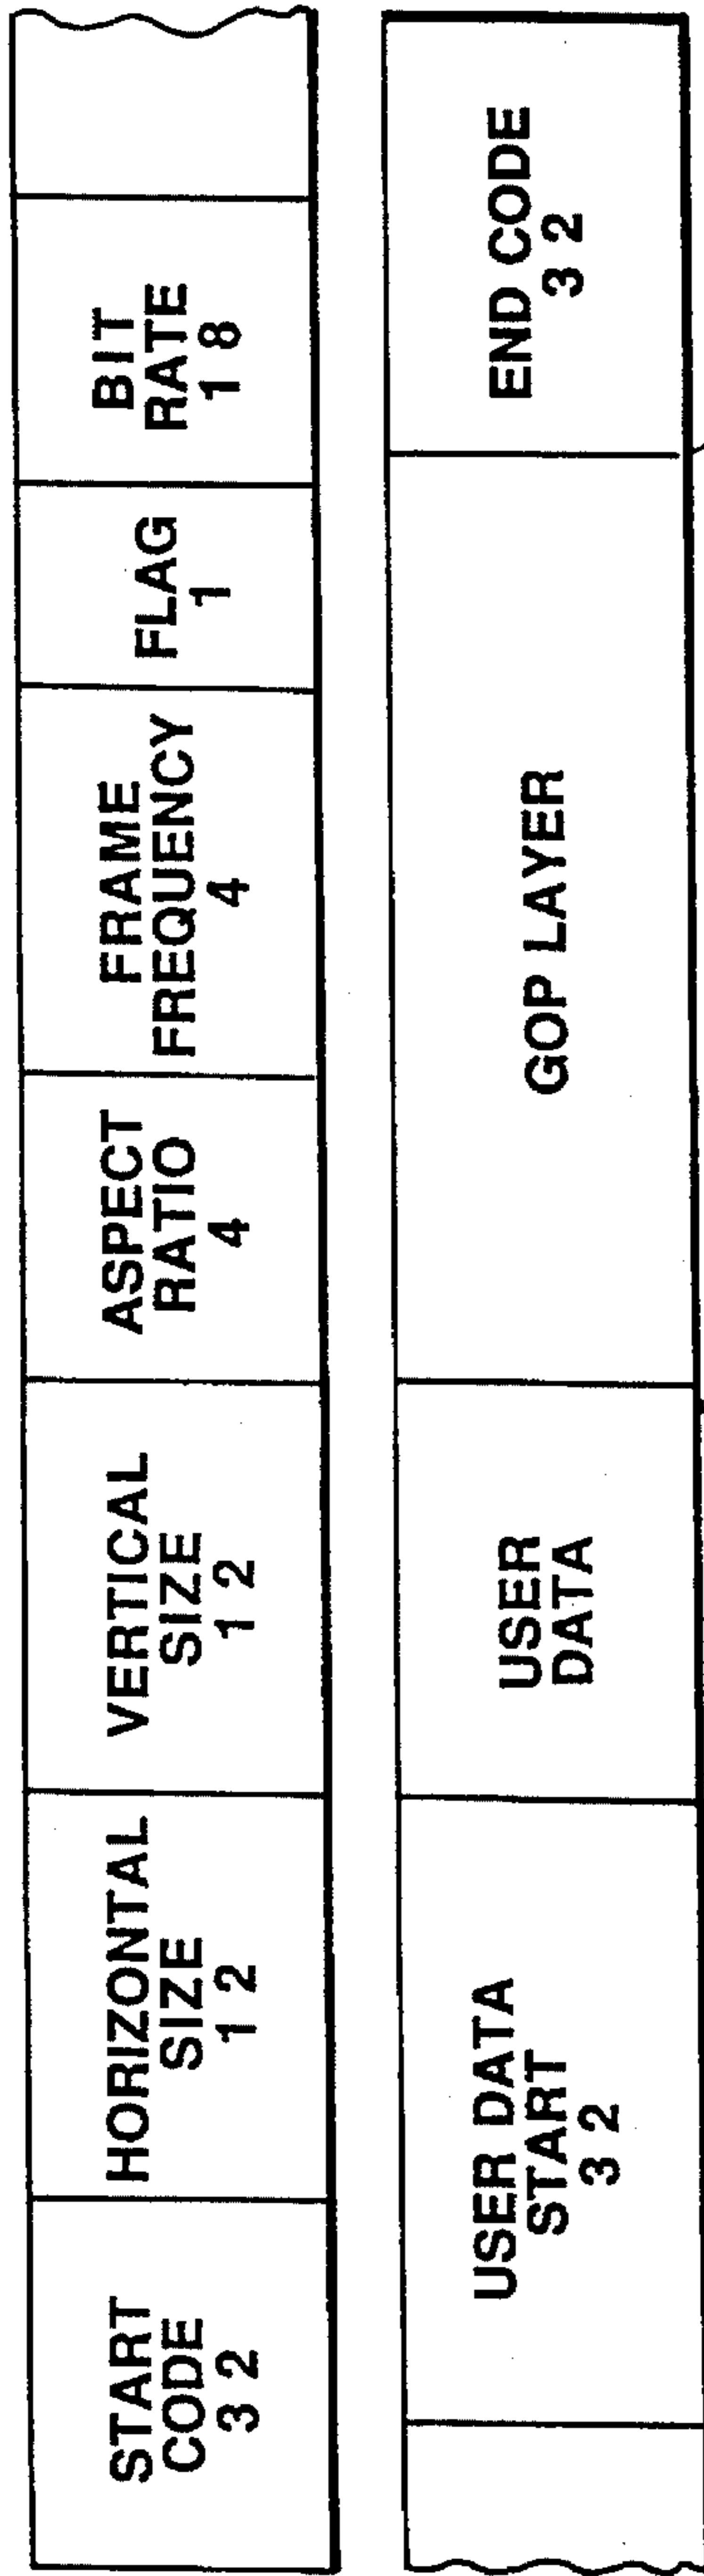 START
CODE
3 2
HORIZONTAL
SIZE
1 2
VERTICAL
SIZE
1 2
ASPECT
RATIO
4
FRAME
FREQUENCY
4
FLAG
1
BIT
RATE
1 8
USER DATA
START
3 2
USER
DATA
GOP LAYER
END CODE
3 2